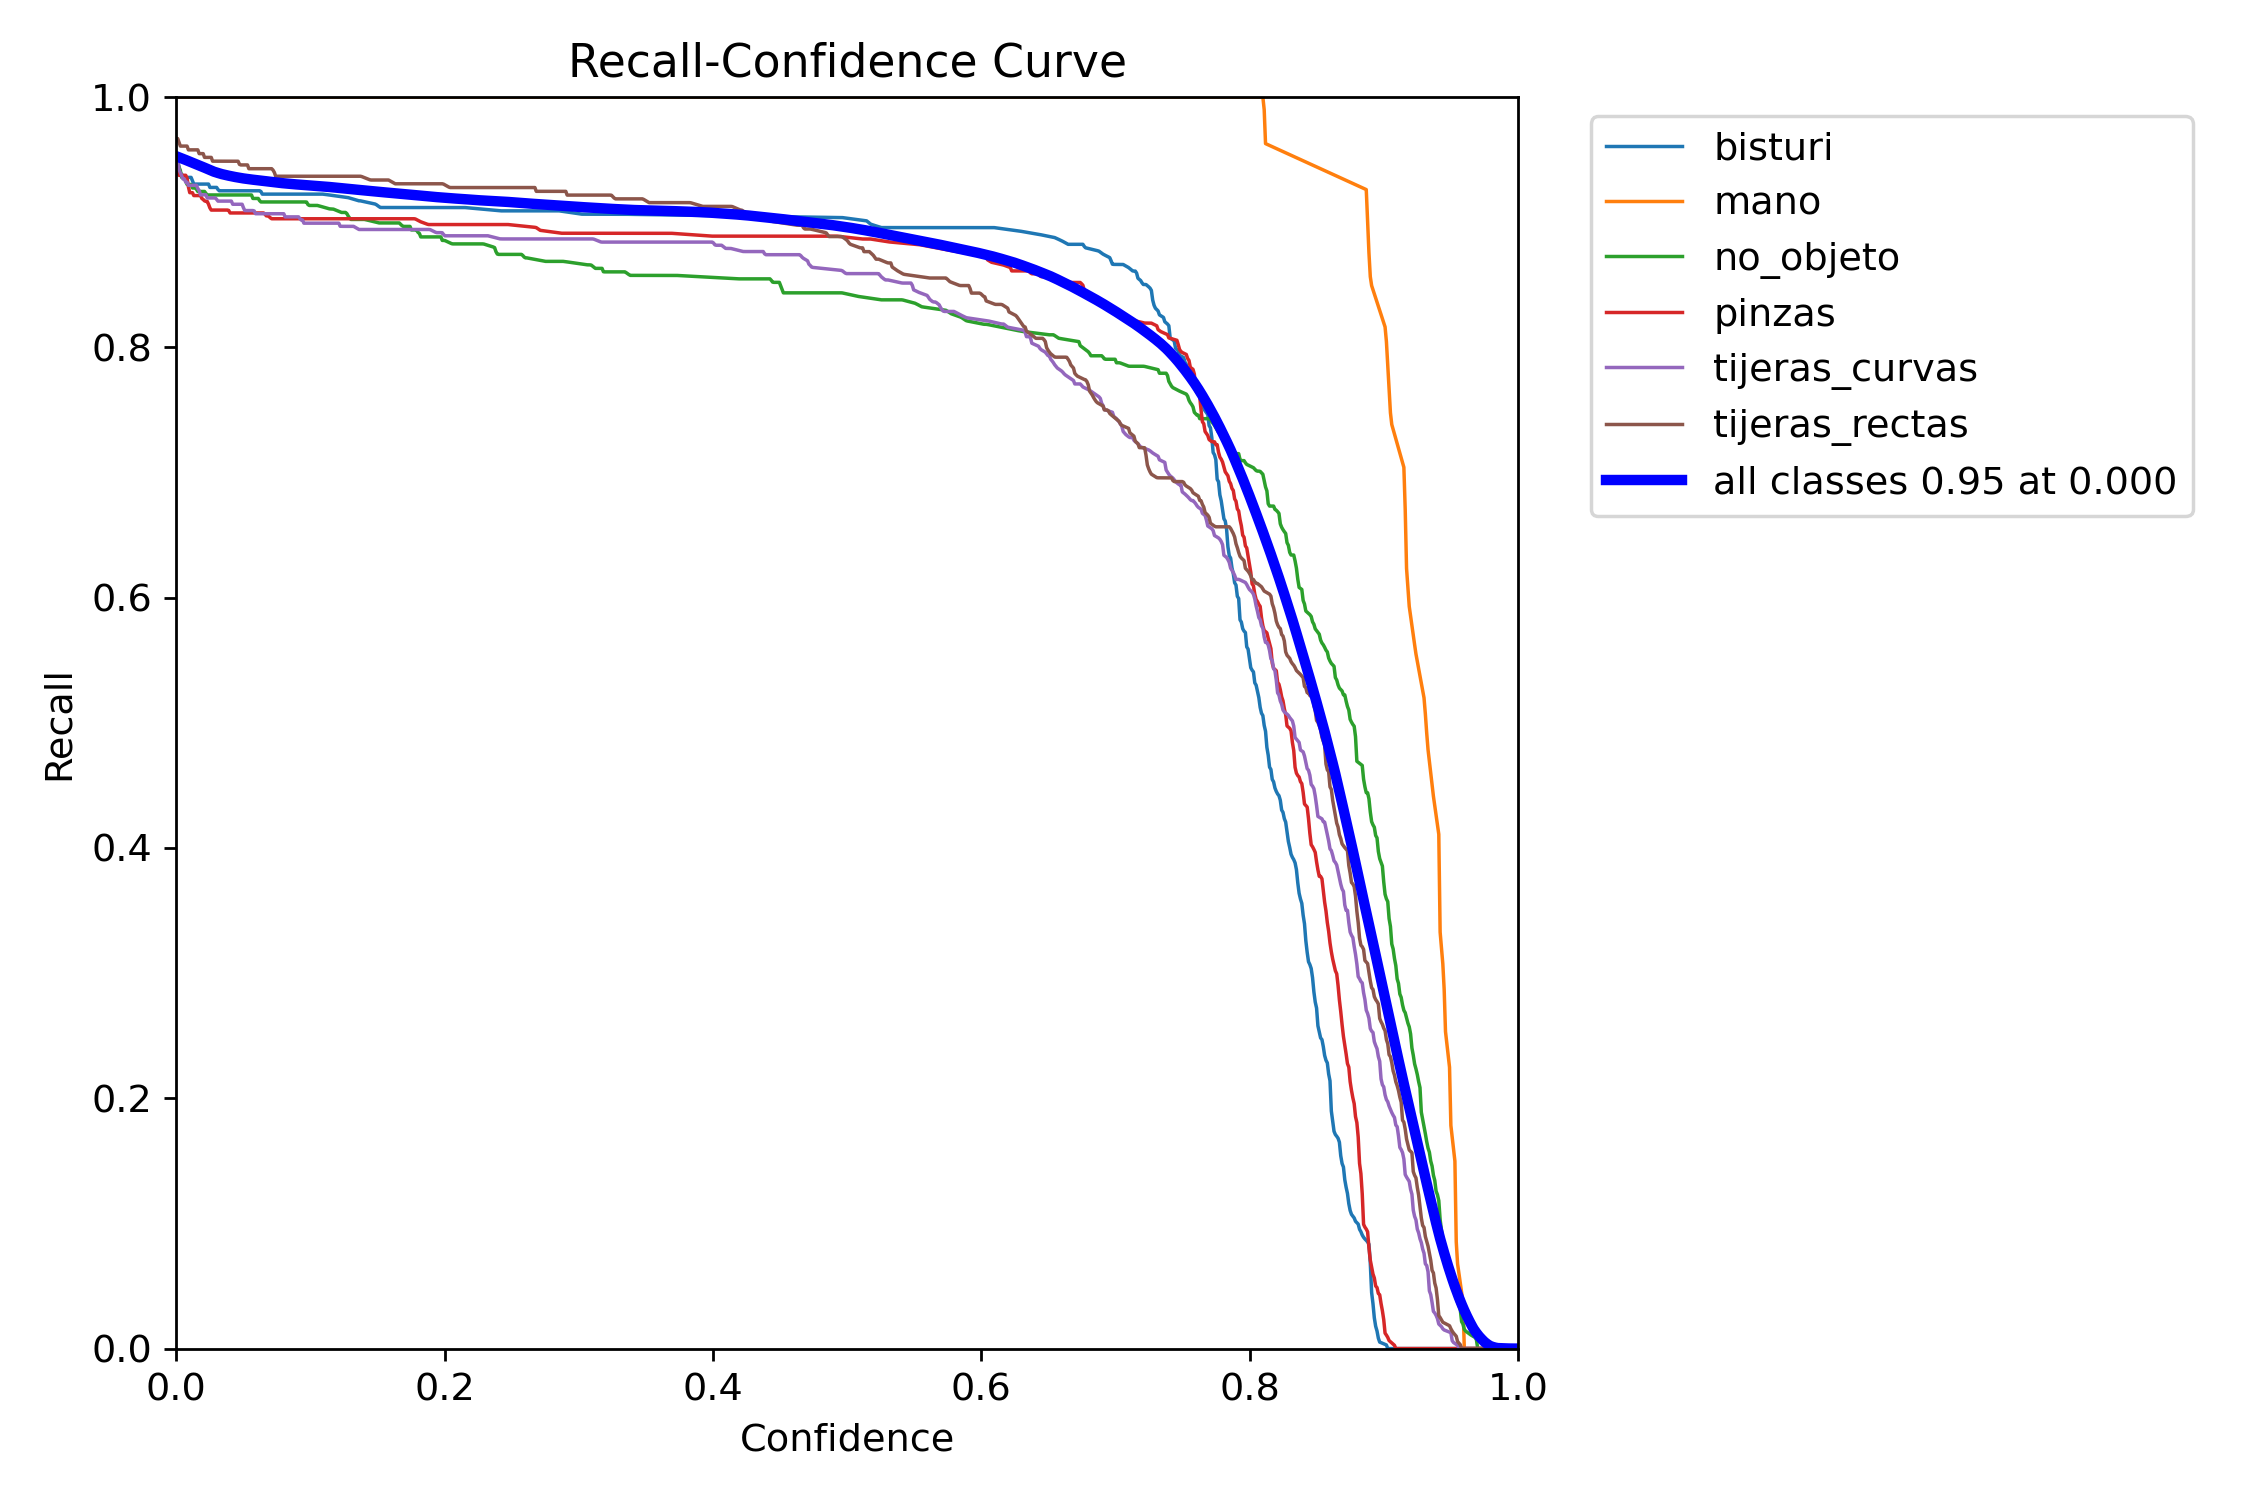 Recall-Confidence Curve
1.0
0.8
0.6
0.4
0.2
0.0
Recall
0.0 0.2 0.4 0.6 0.8 1.0
Confidence
bisturi
mano
no_objeto
pinzas
tijeras_curvas
tijeras_rectas
all classes 0.95 at 0.000